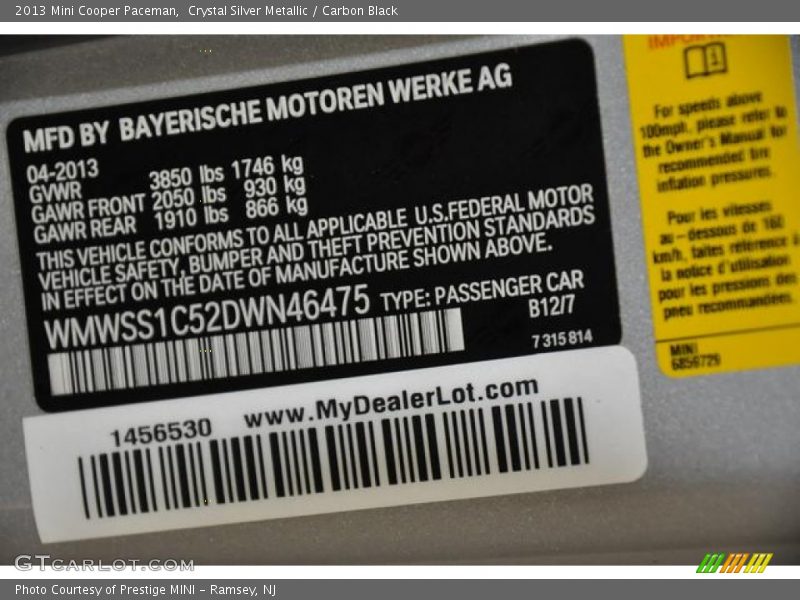 2013 Mini Cooper Paceman,  Crystal Silver Metallic / Carbon Black
MFD BY BAYERISCHE MOTOREN WERKE AG
04-2013
GVWR 3850 lbs 1746 kg
GAWR FRONT 2050 lbs 930 kg
GAWR REAR 1910 lbs 866 kg
THIS VEHICLE CONFORMS TO ALL APPLICABLE U.S.FEDERAL MOTOR
VEHICLE SAFETY, BUMPER AND THEFT PREVENTION STANDARDS
IN EFFECT ON THE DATE OF MANUFACTURE SHOWN ABOVE.
WMWSS1C52DWN46475 TYPE: PASSENGER CAR
B12/7
7 315 814
1456530 www.MyDealerLot.com
For speeds above
100mph, please refer to
the Owner's Manual for
recommended tire
inflation pressures.
Pour les vitesses
au-dessous de 160
km/h, faites référence à
la notice d'utilisation
pour les pressions des
pneu recommandées.
MINI
6856729
GTCARLOT.COM
Photo Courtesy of Prestige MINI - Ramsey, NJ